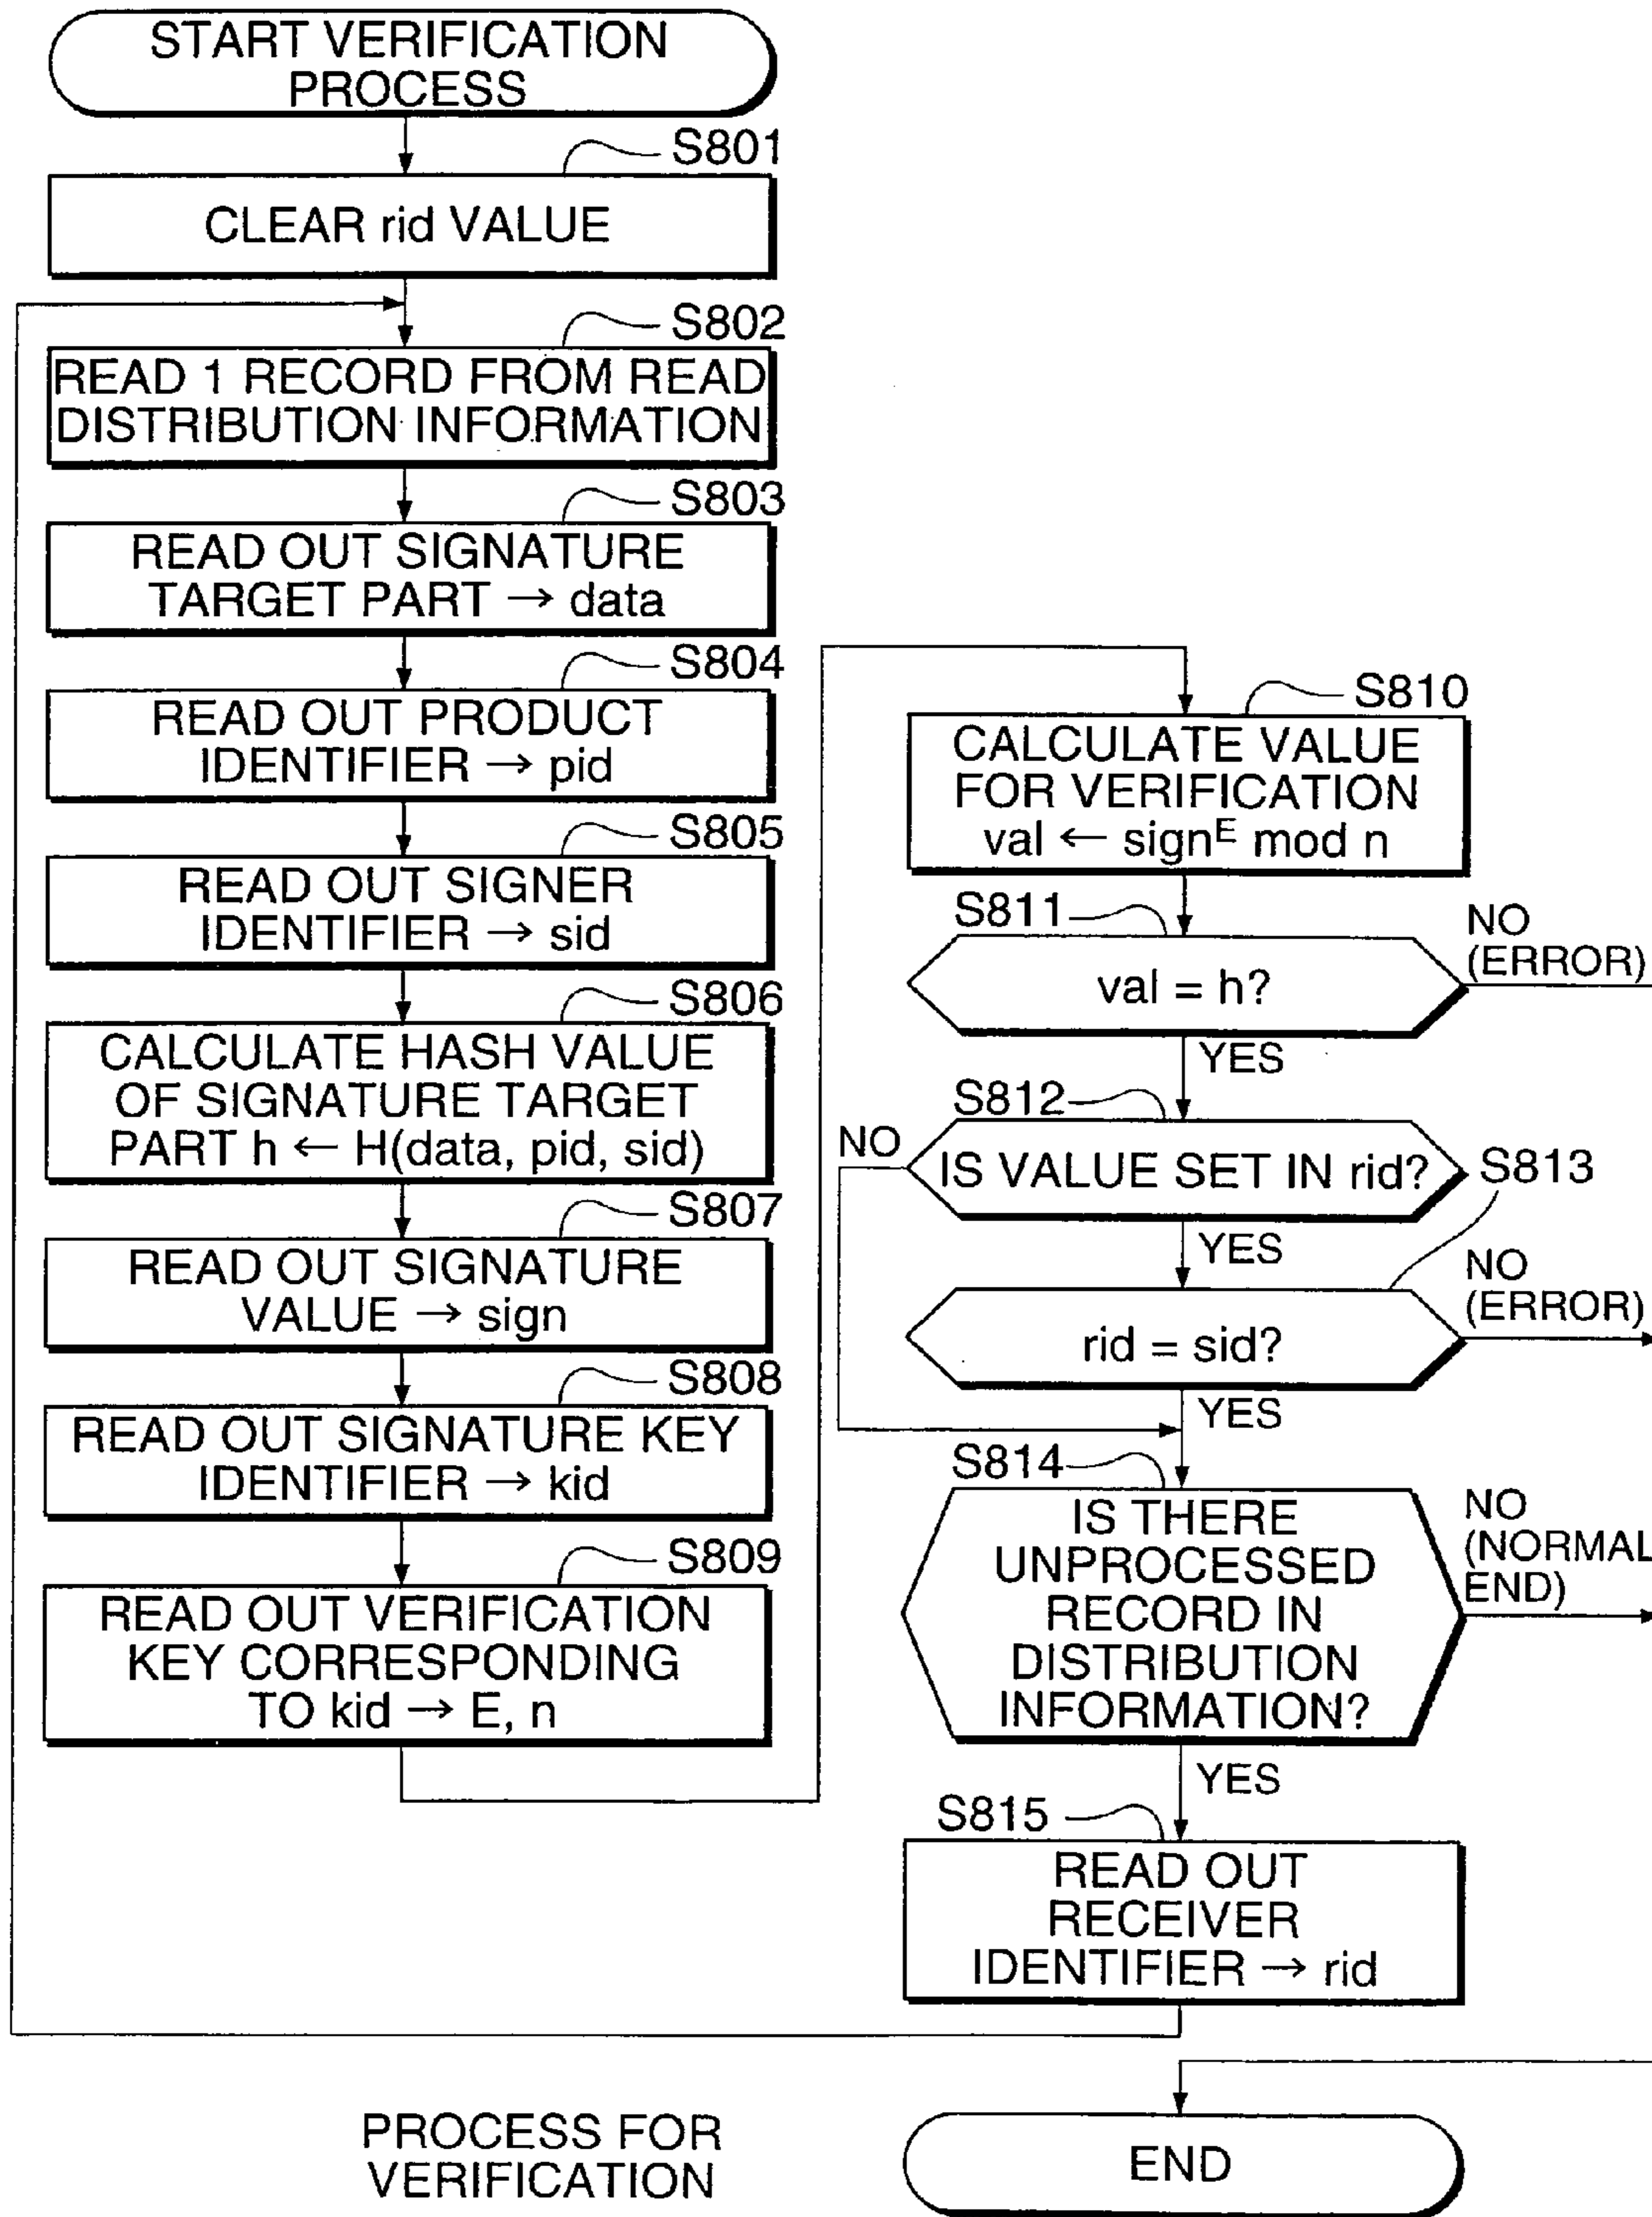 START VERIFICATION
PROCESS
S801
CLEAR rid VALUE
S802
READ 1 RECORD FROM READ
DISTRIBUTION INFORMATION
S803
READ OUT SIGNATURE
TARGET PART → data
S804
READ OUT PRODUCT
IDENTIFIER → pid
S805
READ OUT SIGNER
IDENTIFIER → sid
S806
CALCULATE HASH VALUE
OF SIGNATURE TARGET
PART h ← H(data, pid, sid)
S807
READ OUT SIGNATURE
VALUE → sign
S808
READ OUT SIGNATURE KEY
IDENTIFIER → kid
S809
READ OUT VERIFICATION
KEY CORRESPONDING
TO kid → E, n
S810
CALCULATE VALUE
FOR VERIFICATION
val ← sign^E mod n
S811
val = h?
NO
(ERROR)
YES
S812
IS VALUE SET IN rid?
NO
YES
S813
rid = sid?
NO
(ERROR)
YES
S814
IS THERE
UNPROCESSED
RECORD IN
DISTRIBUTION
INFORMATION?
NO
(NORMAL
END)
YES
S815
READ OUT
RECEIVER
IDENTIFIER → rid
END
PROCESS FOR
VERIFICATION